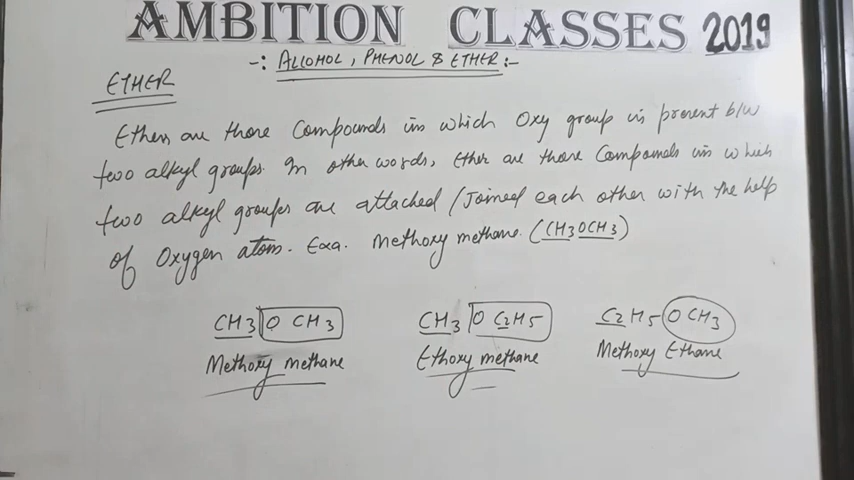 AMBITION CLASSES 2019
-: ALCOHOL, PHENOL & ETHER:-
ETHER
Ethers are those Compounds in which Oxy group is present b/w
two alkyl groups. In other words, Ether are those Compounds in which
two alkyl groups are attached / Joined each other with the help
of Oxygen atom. Exa. Methoxy methane. (CH3OCH3)
CH3 O CH3 CH3 O C2H5 C2H5 O CH3
Methoxy methane Ethoxy methane Methoxy Ethane